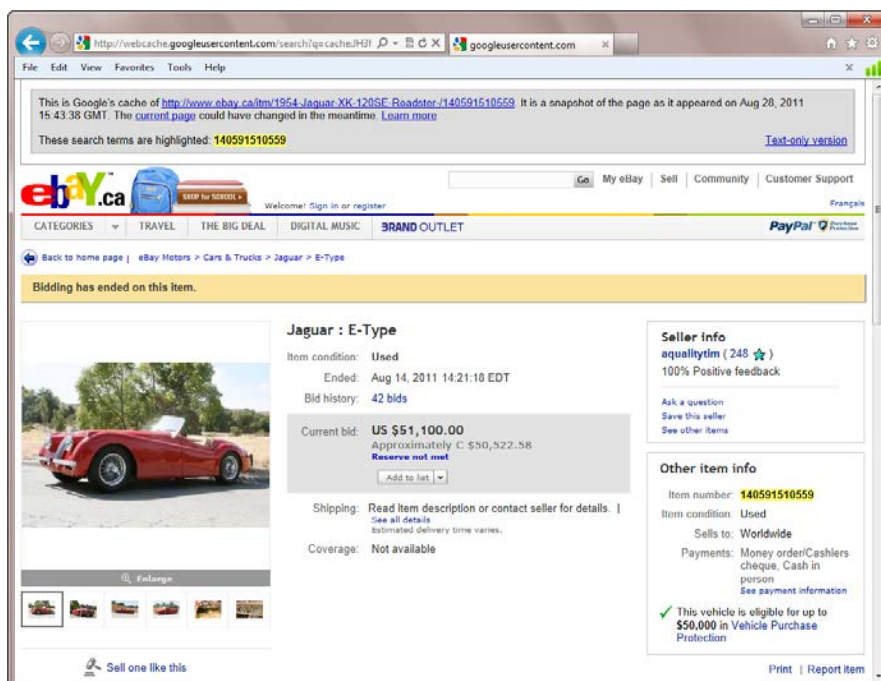 http://webcache.googleusercontent.com/search?q=cache:JH3f
googleusercontent.com
File Edit View Favorites Tools Help
This is Google's cache of http://www.ebay.ca/itm/1954-Jaguar-XK-120SE-Roadster-/140591510559. It is a snapshot of the page as it appeared on Aug 28, 2011
15:43:38 GMT. The current page could have changed in the meantime. Learn more
These search terms are highlighted: 140591510559
Text-only version
ebay.ca
SHOP for SCHOOL
Welcome! Sign in or register
Go
My eBay | Sell | Community | Customer Support
Français
CATEGORIES TRAVEL THE BIG DEAL DIGITAL MUSIC BRAND OUTLET
PayPal Purchase Protection
Back to home page | eBay Motors > Cars & Trucks > Jaguar > E-Type
Bidding has ended on this item.
Enlarge
Sell one like this
Jaguar : E-Type
Item condition: Used
Ended: Aug 14, 2011 14:21:18 EDT
Bid history: 42 bids
Current bid: US $51,100.00
Approximately C $50,522.58
Reserve not met
Add to list
Shipping: Read item description or contact seller for details. |
See all details
Estimated delivery time varies.
Coverage: Not available
Seller info
aqualitytim ( 248 )
100% Positive feedback
Ask a question
Save this seller
See other items
Other item info
Item number: 140591510559
Item condition: Used
Sells to: Worldwide
Payments: Money order/Cashiers
cheque, Cash in
person
See payment information
This vehicle is eligible for up to
$50,000 in Vehicle Purchase
Protection
Print | Report item